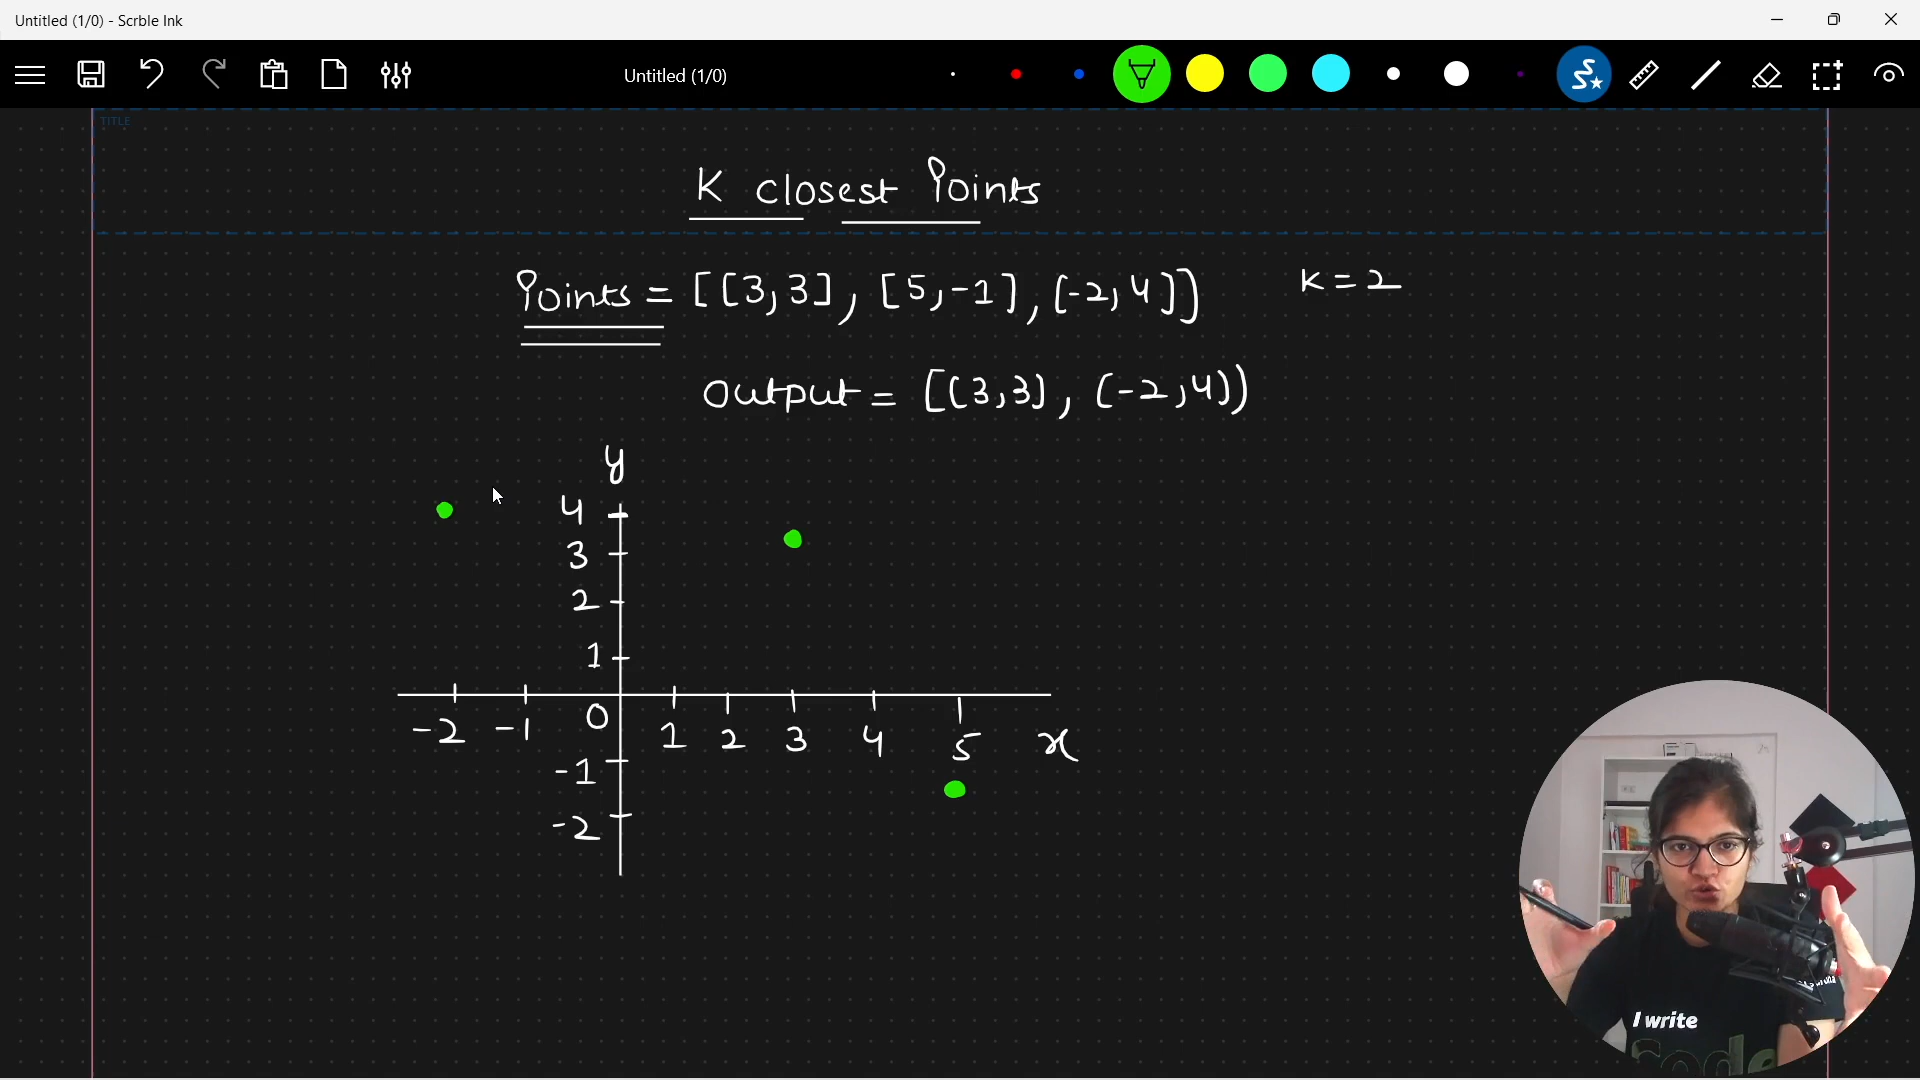 Untitled (1/0) - Scrble Ink
Untitled (1/0)
TITLE
K closest Points
Points = [[3,3], [5,-1], [-2,4]]
K = 2
output = [[3,3], [-2,4]]
y
4
3
2
1
-2 -1 0 1 2 3 4 5 x
-1
-2
I write
Code